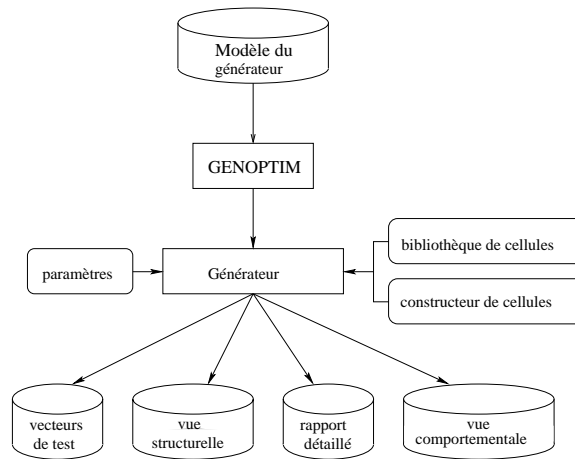 Modèle du
générateur
GENOPTIM
bibliothèque de cellules
paramètres
Générateur
constructeur de cellules
vecteurs
de test
vue
structurelle
rapport
détaillé
vue
comportementale